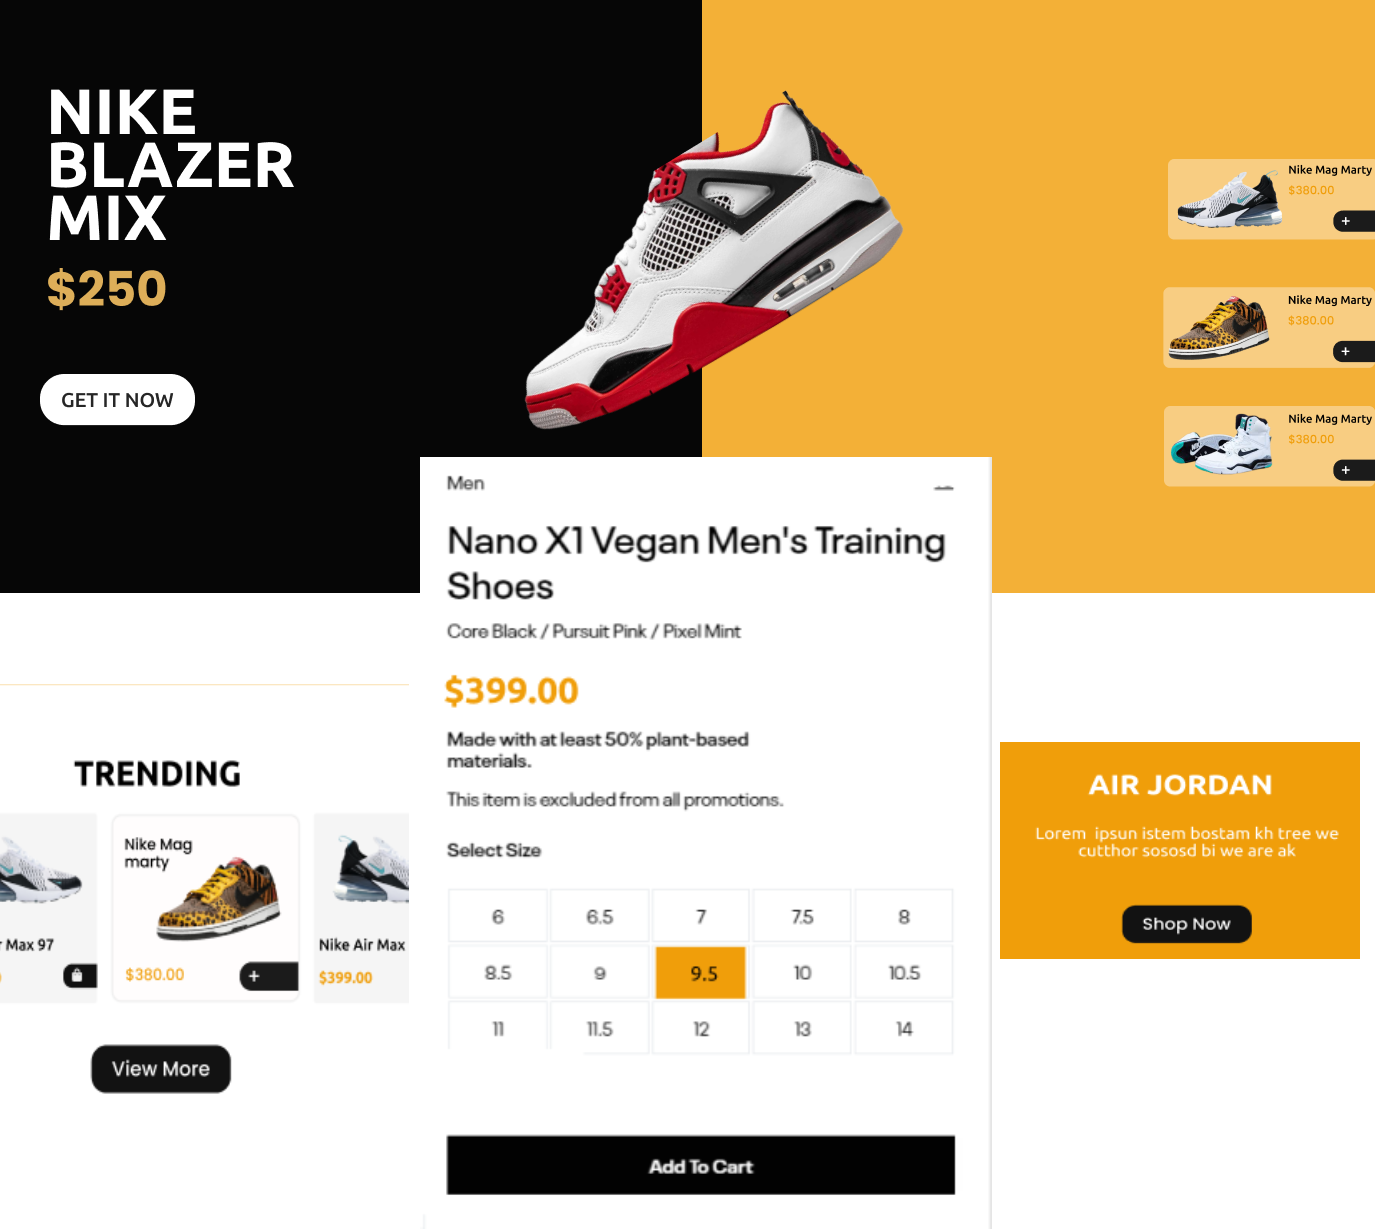 NIKE
BLAZER
MIX
$250
GET IT NOW
Nike Mag Marty
$380.00
+
Nike Mag Marty
$380.00
+
Nike Mag Marty
$380.00
+
Men
Nano X1 Vegan Men's Training
Shoes
Core Black / Pursuit Pink / Pixel Mint
$399.00
Made with at least 50% plant-based
materials.
This item is excluded from all promotions.
Select Size
6 6.5 7 7.5 8
8.5 9 9.5 10 10.5
11 11.5 12 13 14
Add To Cart
TRENDING
Max 97
Nike Mag
marty
$380.00
+
Nike Air Max
$399.00
View More
AIR JORDAN
Lorem ipsun istem bostam kh tree we
cutthor sososd bi we are ak
Shop Now